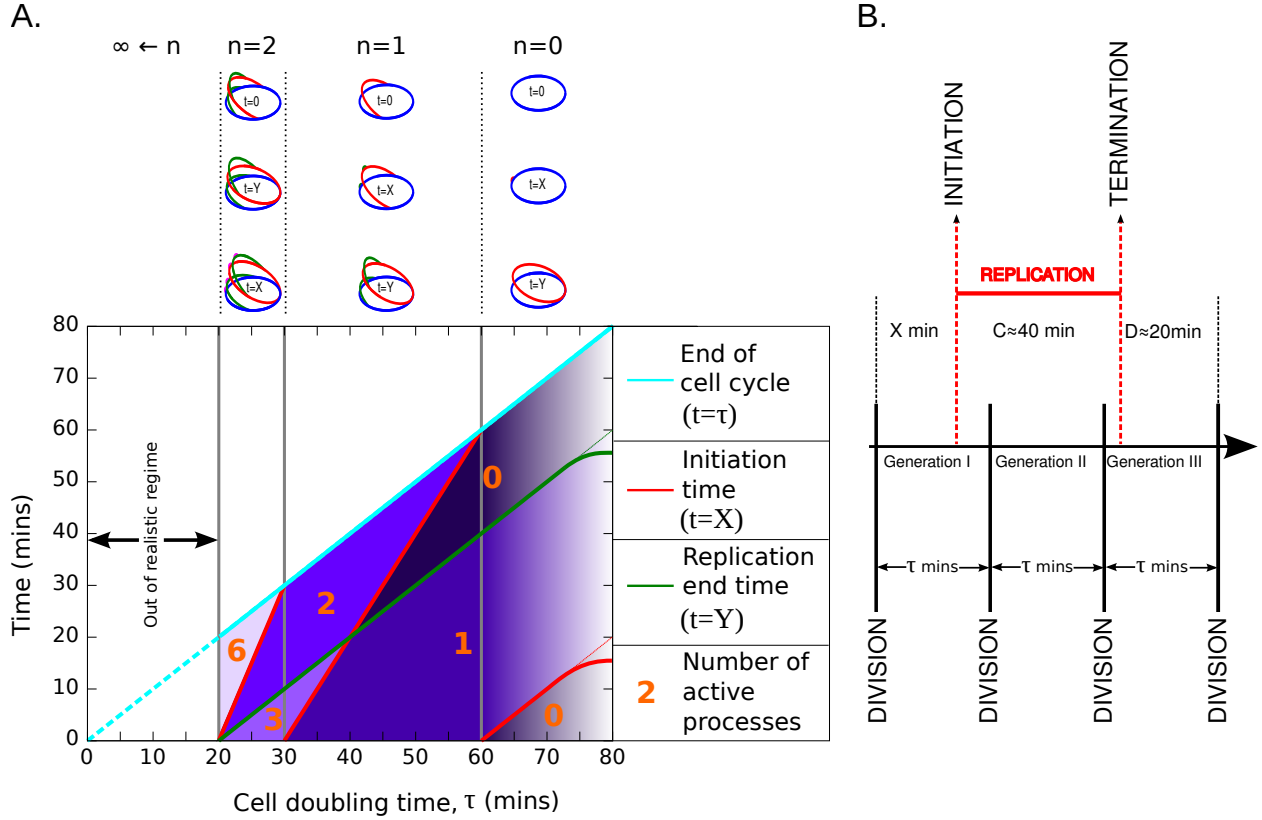 A.
∞ ← n
n=2
n=1
n=0
t=0
t=0
t=0
t=Y
t=X
t=X
t=X
t=Y
t=Y
80
70
60
50
40
30
20
10
0
Time (mins)
Out of realistic regime
6
2
3
1
0
0
0
10
20
30
40
50
60
70
80
Cell doubling time, τ (mins)
End of
cell cycle
(t=τ)
Initiation
time
(t=X)
Replication
end time
(t=Y)
2
Number of
active
processes
B.
INITIATION
TERMINATION
REPLICATION
X min
C≈40 min
D≈20min
Generation I
Generation II
Generation III
τ mins
τ mins
τ mins
DIVISION
DIVISION
DIVISION
DIVISION